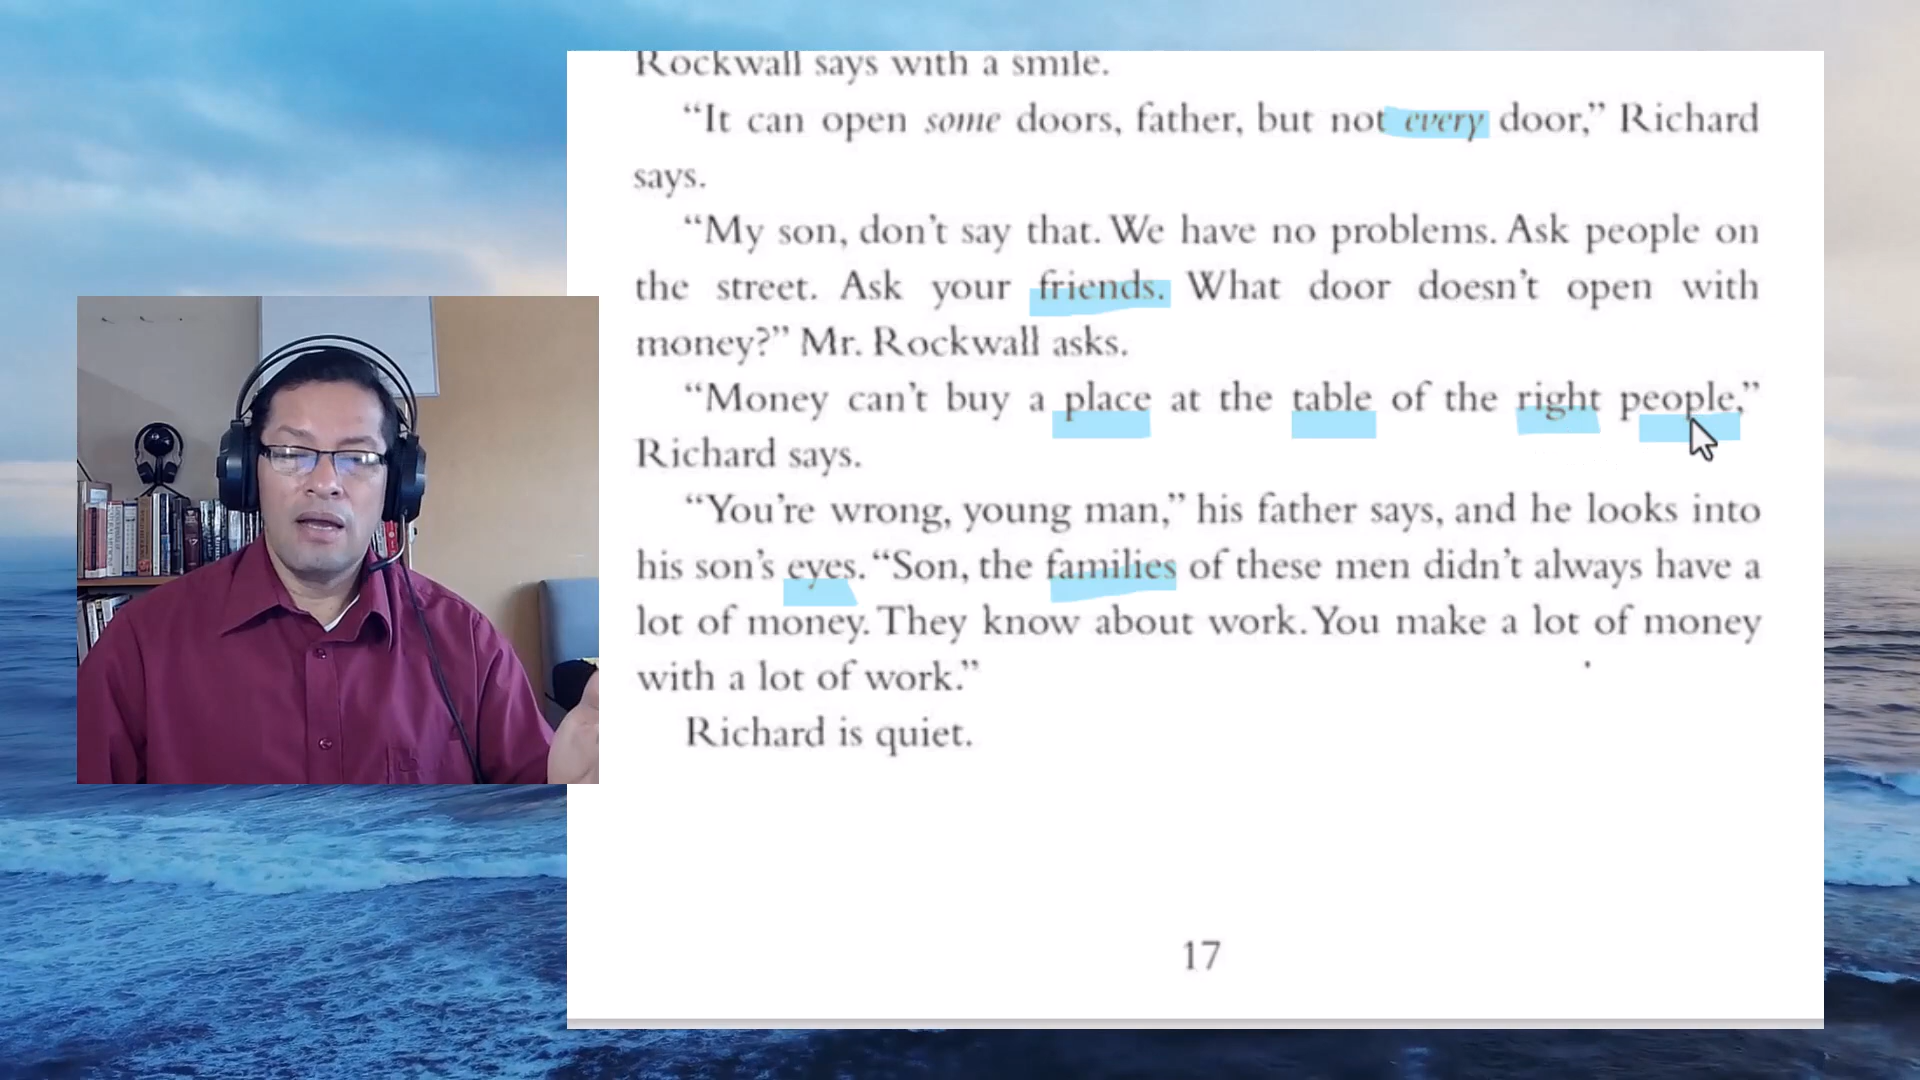 Rockwall says with a smile.
“It can open some doors, father, but not every door,” Richard
says.
“My son, don’t say that. We have no problems. Ask people on
the street. Ask your friends. What door doesn’t open with
money?” Mr. Rockwall asks.
“Money can’t buy a place at the table of the right people,”
Richard says.
“You’re wrong, young man,” his father says, and he looks into
his son’s eyes. “Son, the families of these men didn’t always have a
lot of money. They know about work. You make a lot of money
with a lot of work.”
Richard is quiet.
17